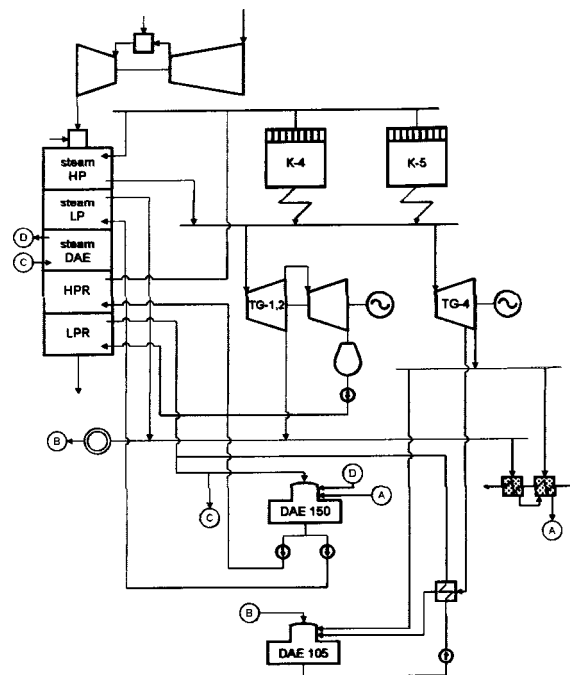 steam
HP
K-4
K-5
steam
LP
D
steam
DAE
C
HPR
TG-1,2
TG-4
LPR
B
D
C
A
A
DAE 150
B
DAE 105